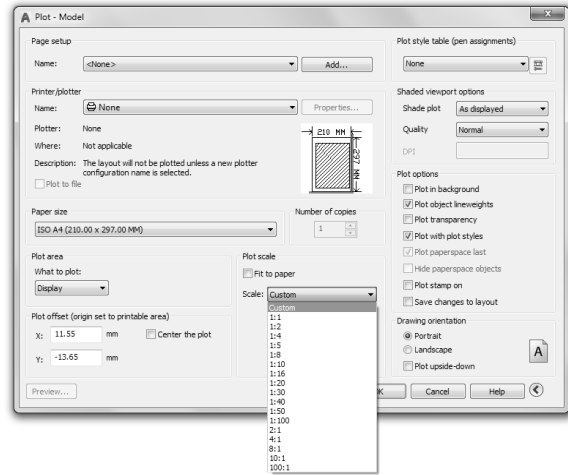 Plot - Model
Page setup
Name: <None> Add...
Printer/plotter
Name: None Properties...
Plotter: None
Where: Not applicable
Description: The layout will not be plotted unless a new plotter
configuration name is selected.
Plot to file
210 MM
297 MM
Paper size
ISO A4 (210.00 x 297.00 MM)
Number of copies
1
Plot area
What to plot:
Display
Plot offset (origin set to printable area)
X: 11.55 mm Center the plot
Y: -13.65 mm
Plot scale
Fit to paper
Scale: Custom
Custom
1:1
1:2
1:4
1:5
1:8
1:10
1:16
1:20
1:30
1:40
1:50
1:100
2:1
4:1
8:1
10:1
100:1
Plot style table (pen assignments)
None
Shaded viewport options
Shade plot As displayed
Quality Normal
DPI
Plot options
Plot in background
Plot object lineweights
Plot transparency
Plot with plot styles
Plot paperspace last
Hide paperspace objects
Plot stamp on
Save changes to layout
Drawing orientation
Portrait
Landscape
Plot upside-down
A
Preview... Cancel Help